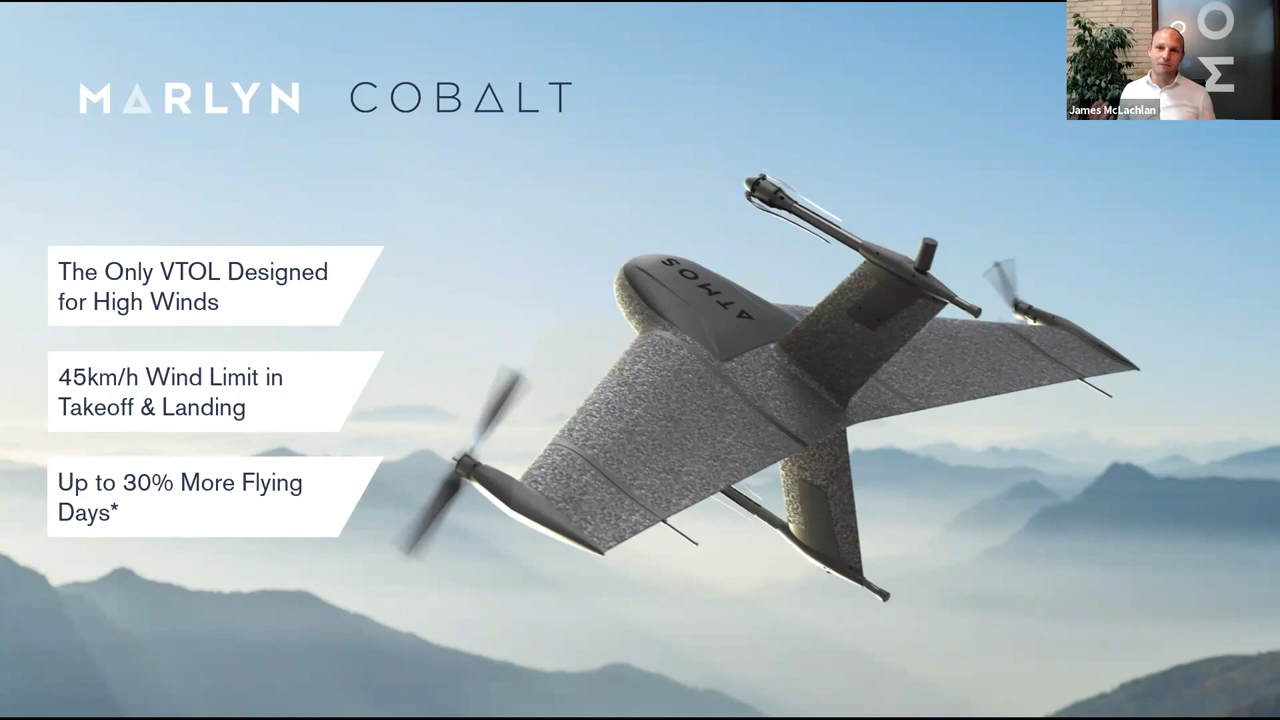 MARLYN COBALT
The Only VTOL Designed
for High Winds
45km/h Wind Limit in
Takeoff & Landing
Up to 30% More Flying
Days*
ATMOS
MO
James McLachlan